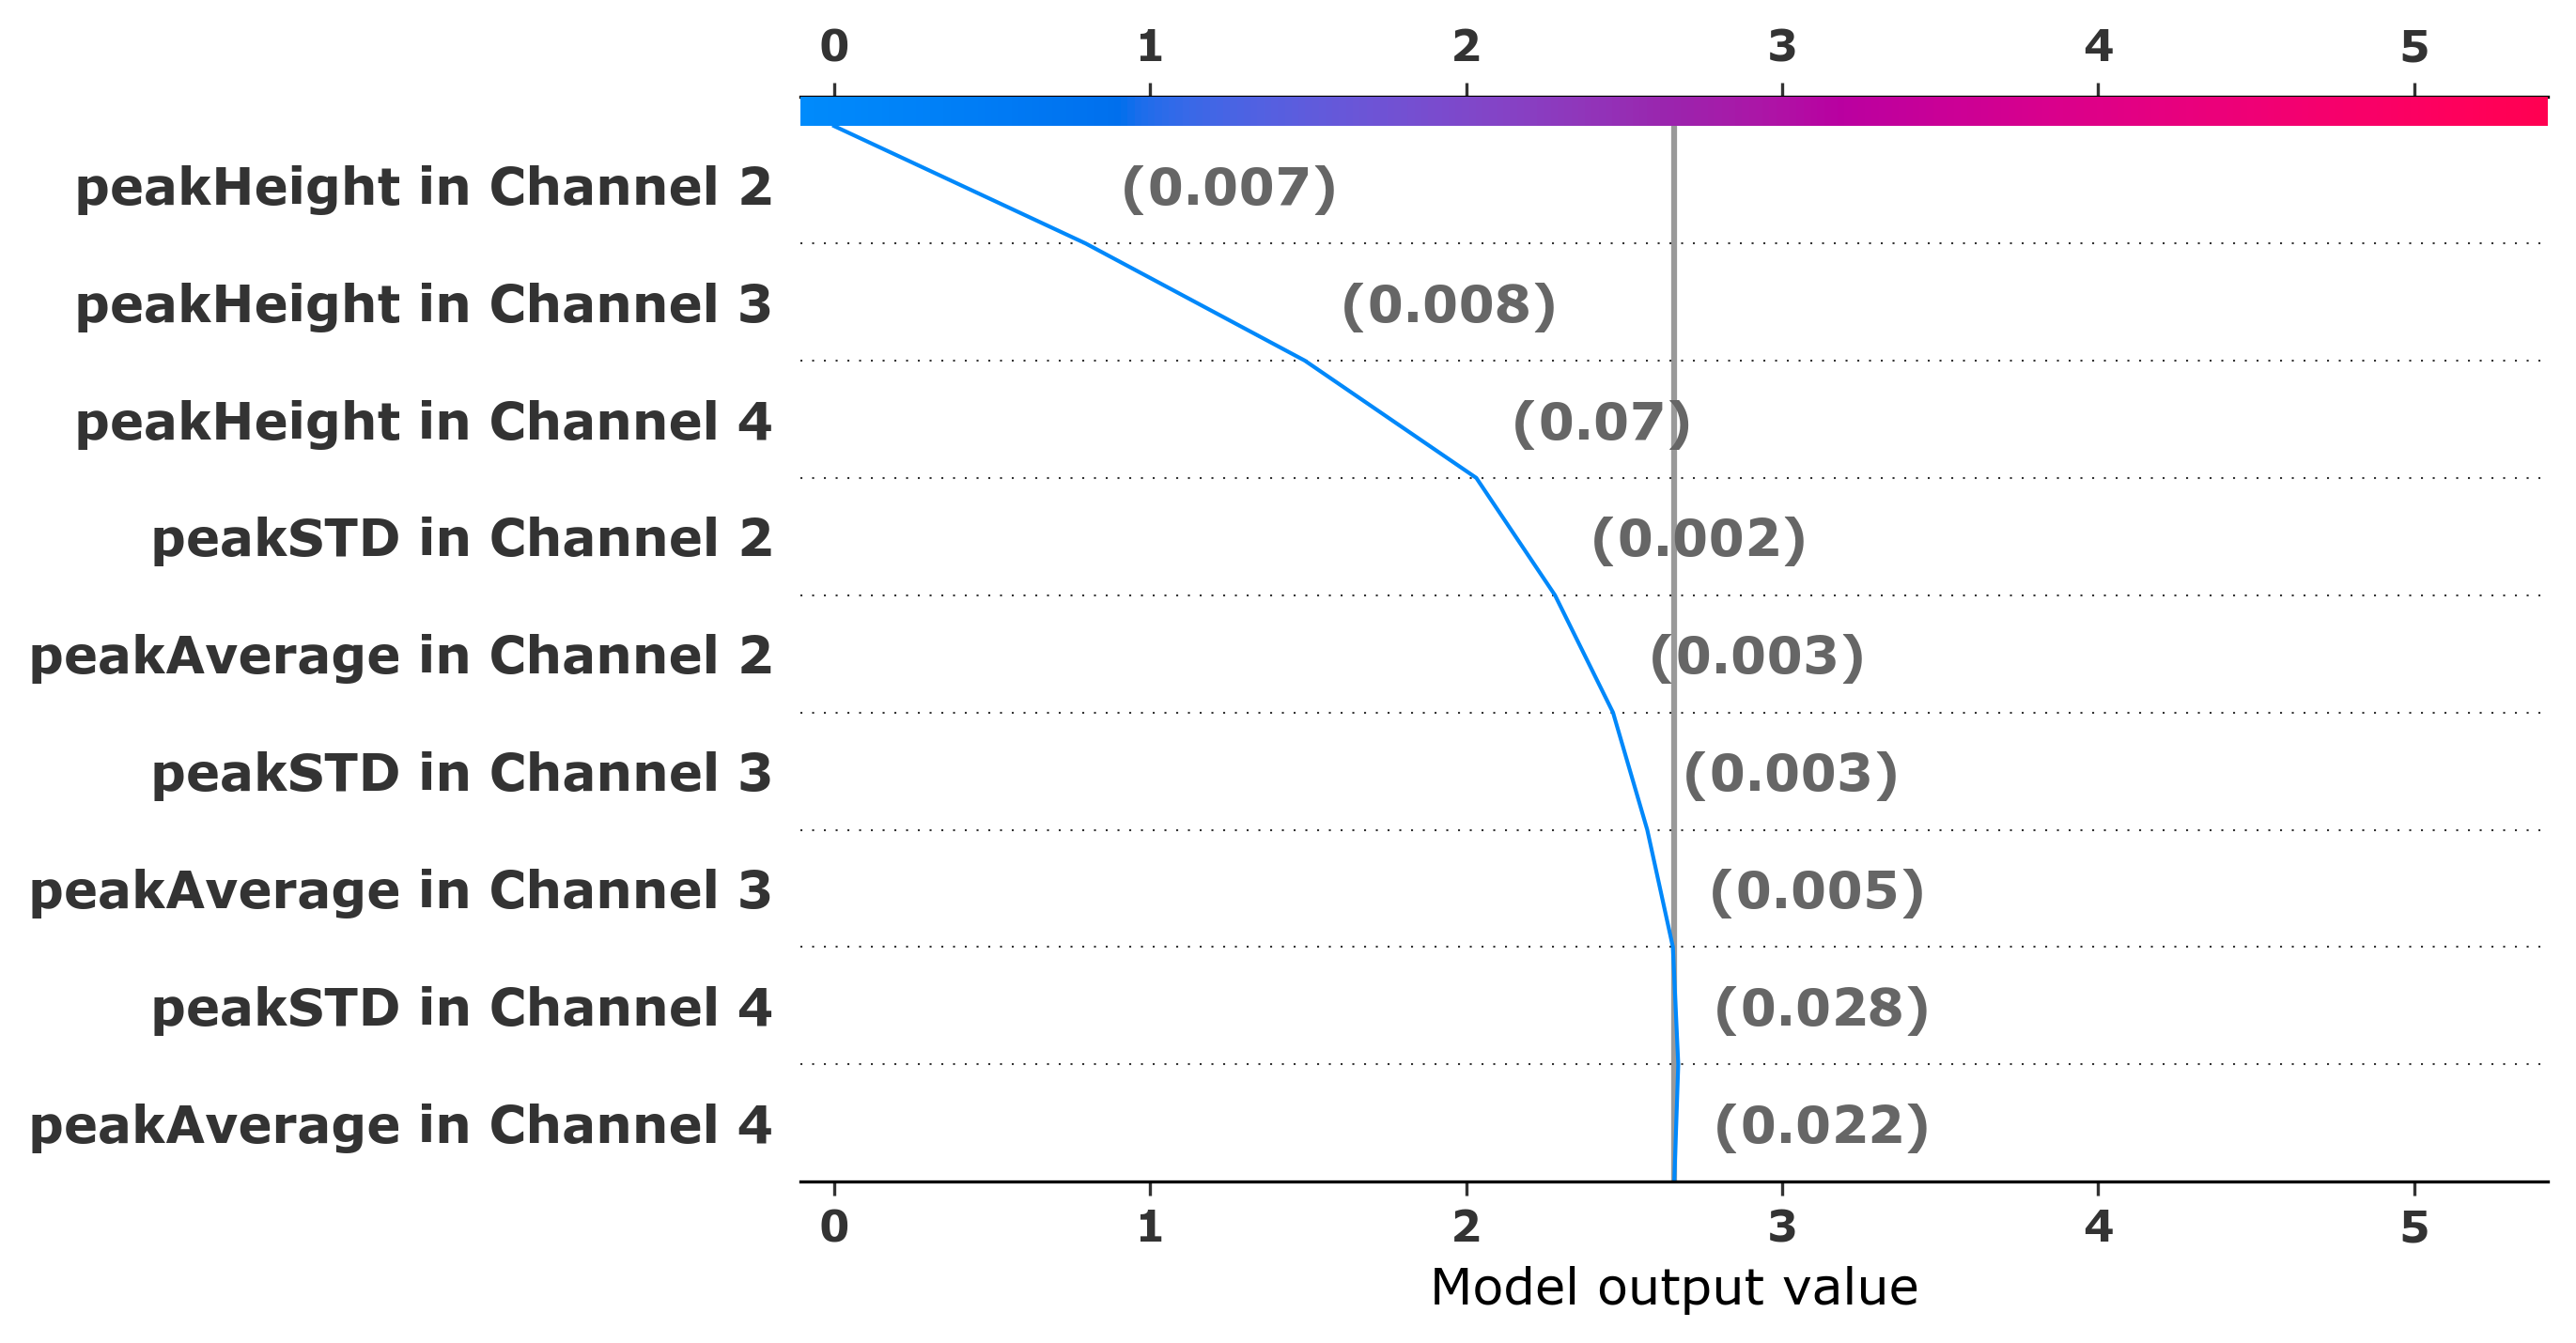 0 1 2 3 4 5
peakHeight in Channel 2 (0.007)
peakHeight in Channel 3 (0.008)
peakHeight in Channel 4 (0.07)
peakSTD in Channel 2 (0.002)
peakAverage in Channel 2 (0.003)
peakSTD in Channel 3 (0.003)
peakAverage in Channel 3 (0.005)
peakSTD in Channel 4 (0.028)
peakAverage in Channel 4 (0.022)
0 1 2 3 4 5
Model output value